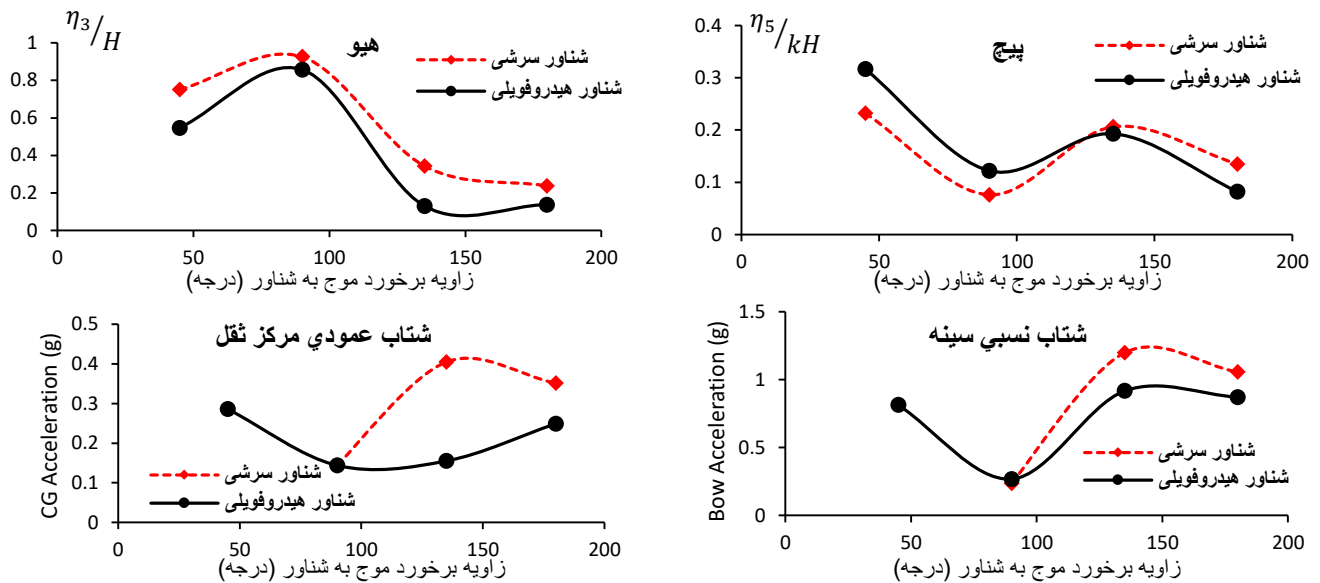 η₃/H
هیو
شناور سرشی
شناور هیدروفویلی
1
0.8
0.6
0.4
0.2
0
0 50 100 150 200
زاویه برخورد موج به شناور (درجه)
η₅/kH
پیچ
شناور سرشی
شناور هیدروفویلی
0.4
0.3
0.2
0.1
0
0 50 100 150 200
زاویه برخورد موج به شناور (درجه)
شتاب عمودي مرکز ثقل
CG Acceleration (g)
0.5
0.4
0.3
0.2
0.1
0
شناور سرشی
شناور هیدروفویلی
0 50 100 150 200
زاویه برخورد موج به شناور (درجه)
شتاب نسبي سينه
Bow Acceleration (g)
1.5
1
0.5
0
شناور سرشی
شناور هیدروفویلی
0 50 100 150 200
زاویه برخورد موج به شناور (درجه)